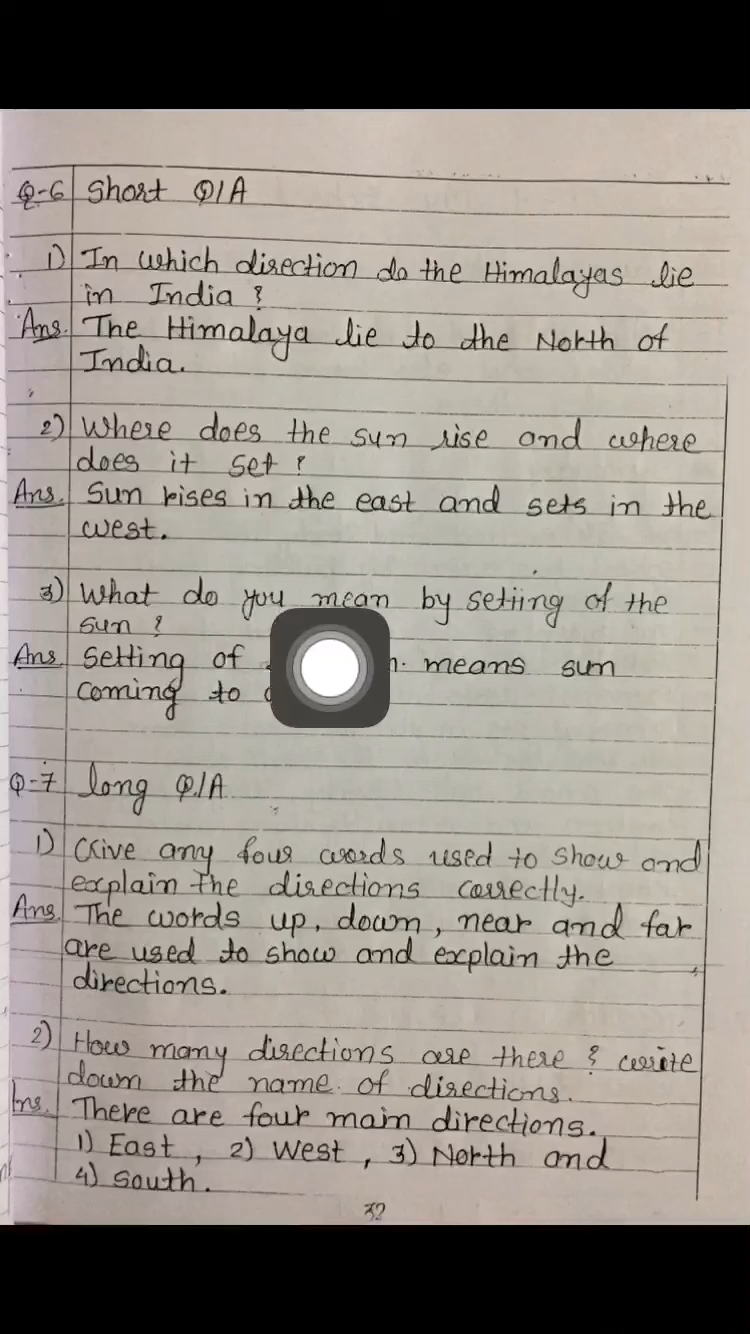 Q-6 Short Q/A
1) In which direction do the Himalayas lie
in India ?
Ans. The Himalaya lie to the North of
India.
2) Where does the sun rise and where
does it set ?
Ans. Sun rises in the east and sets in the
west.
3) What do you mean by setiing of the
sun ?
Ans Setting of means sun
coming to
Q-7 long Q/A
1) Give any four words used to show and
explain the directions correctly.
Ans. The words up, down, near and far
are used to show and explain the
directions.
2) How many directions are there ? write
down the name of directions.
Ans. There are four main directions.
1) East , 2) West , 3) North and
4) South.
32